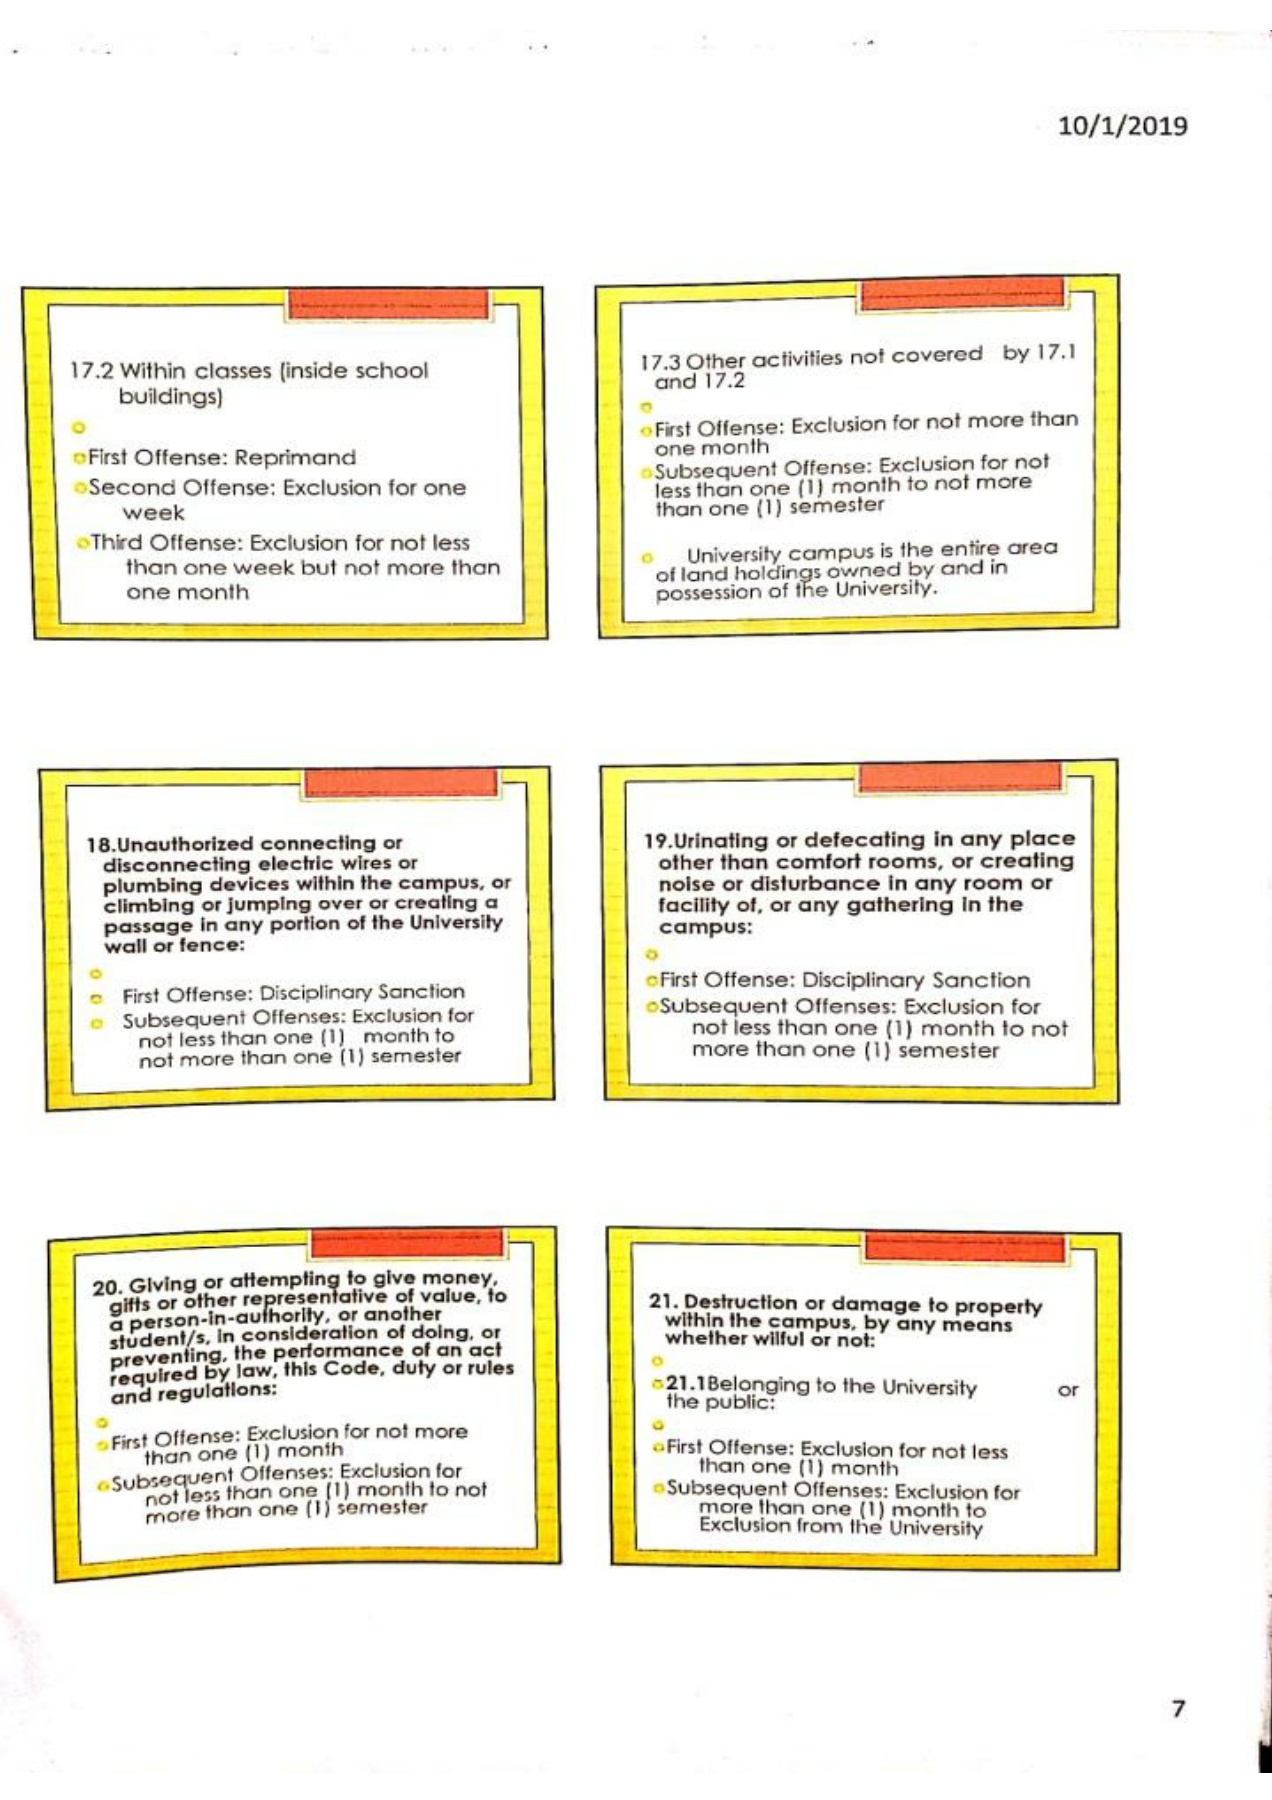 10/1/2019
17.2 Within classes (inside school
buildings)
First Offense: Reprimand
Second Offense: Exclusion for one
week
Third Offense: Exclusion for not less
than one week but not more than
one month
17.3 Other activities not covered by 17.1
and 17.2
First Offense: Exclusion for not more than
one month
Subsequent Offense: Exclusion for not
less than one (1) month to not more
than one (1) semester
University campus is the entire area
of land holdings owned by and in
possession of the University.
18.Unauthorized connecting or
disconnecting electric wires or
plumbing devices within the campus, or
climbing or jumping over or creating a
passage in any portion of the University
wall or fence:
First Offense: Disciplinary Sanction
Subsequent Offenses: Exclusion for
not less than one (1) month to
not more than one (1) semester
19.Urinating or defecating in any place
other than comfort rooms, or creating
noise or disturbance in any room or
facility of, or any gathering in the
campus:
First Offense: Disciplinary Sanction
Subsequent Offenses: Exclusion for
not less than one (1) month to not
more than one (1) semester
20. Giving or attempting to give money,
gifts or other representative of value, to
a person-in-authority, or another
student/s, in consideration of doing, or
preventing, the performance of an act
required by law, this Code, duty or rules
and regulations:
First Offense: Exclusion for not more
than one (1) month
Subsequent Offenses: Exclusion for
not less than one (1) month to not
more than one (1) semester
21. Destruction or damage to property
within the campus, by any means
whether wilful or not:
21.1Belonging to the University or
the public:
First Offense: Exclusion for not less
than one (1) month
Subsequent Offenses: Exclusion for
more than one (1) month to
Exclusion from the University
7